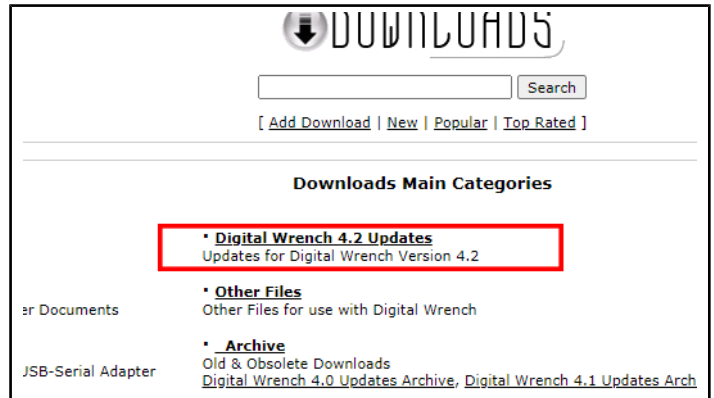 DOWNLOADS
Search
[ Add Download | New | Popular | Top Rated ]
Downloads Main Categories
· Digital Wrench 4.2 Updates
Updates for Digital Wrench Version 4.2
· Other Files
er Documents Other Files for use with Digital Wrench
· _Archive
Old & Obsolete Downloads
USB-Serial Adapter
Digital Wrench 4.0 Updates Archive, Digital Wrench 4.1 Updates Arch